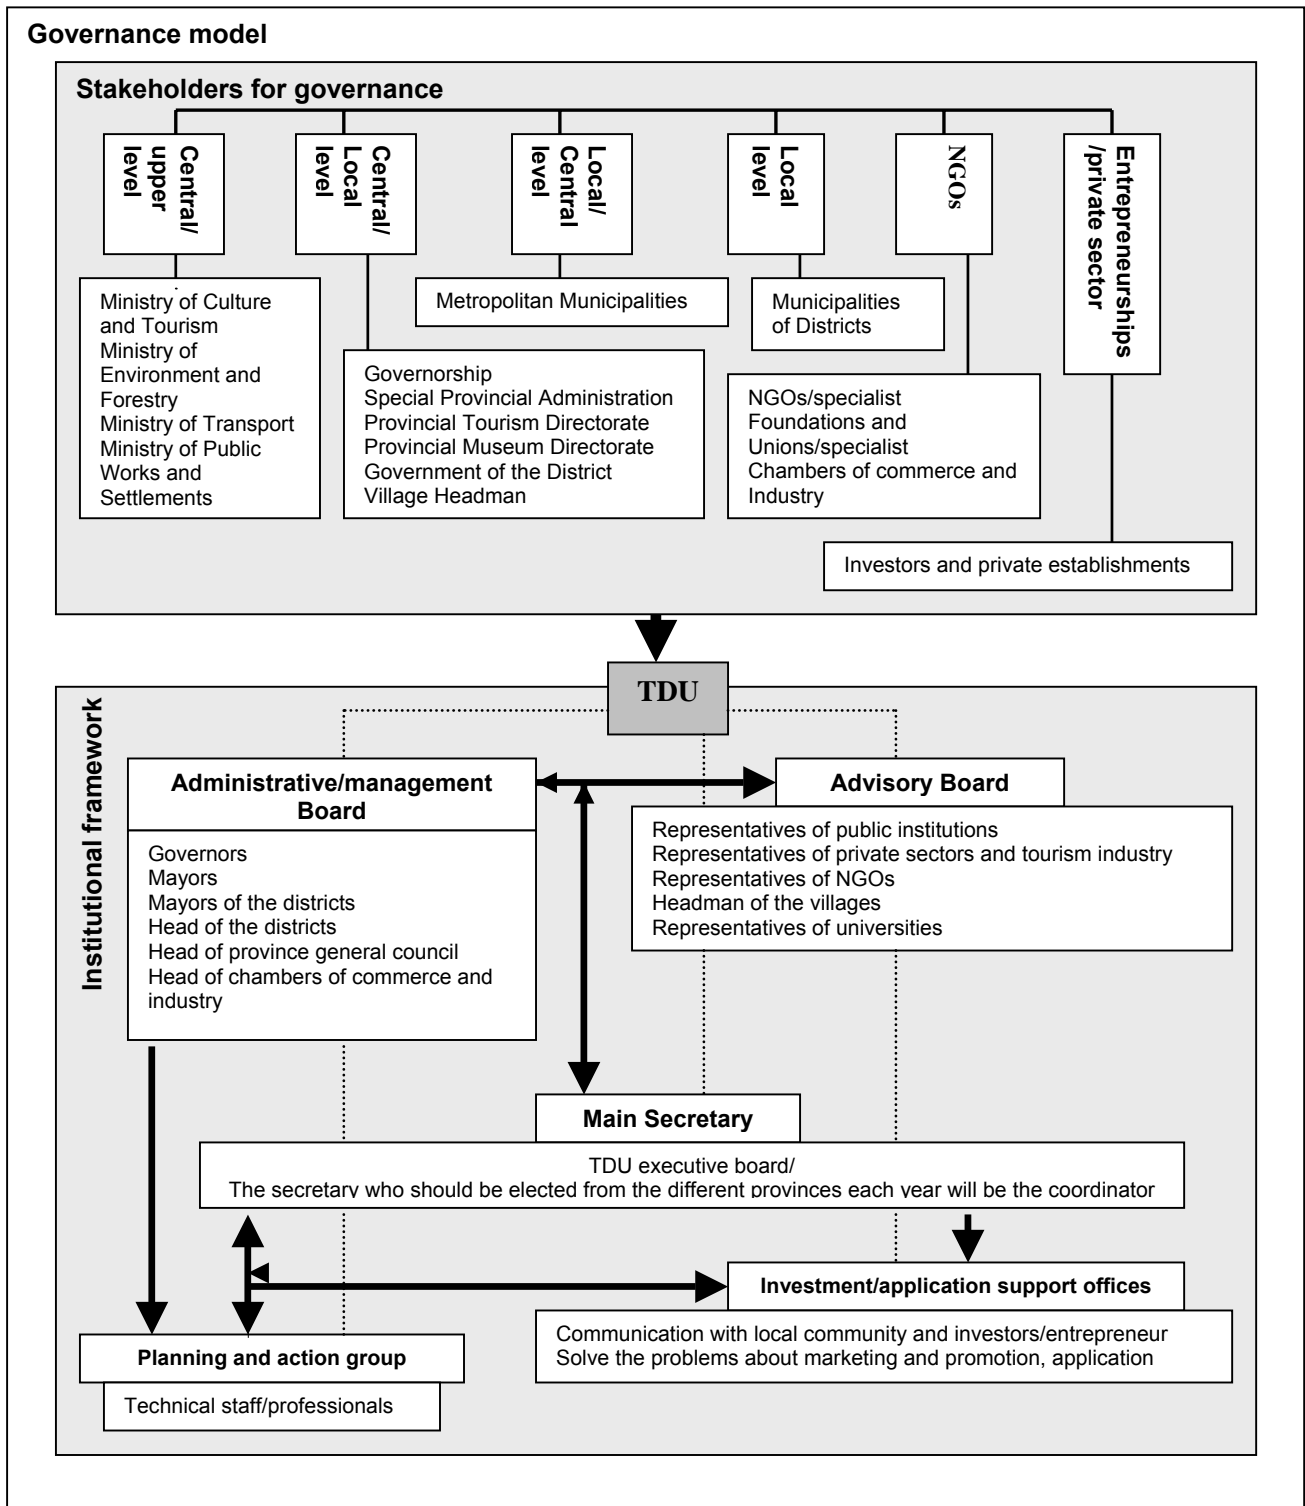 Governance model
Stakeholders for governance
Central/
upper
level
Central/
Local
level
Local/
Central
level
Local
level
NGOs
Entrepreneurships
/private sector
Ministry of Culture
and Tourism
Ministry of
Environment and
Forestry
Ministry of Transport
Ministry of Public
Works and
Settlements
Governorship
Special Provincial Administration
Provincial Tourism Directorate
Provincial Museum Directorate
Government of the District
Village Headman
Metropolitan Municipalities
Municipalities
of Districts
NGOs/specialist
Foundations and
Unions/specialist
Chambers of commerce and
Industry
Investors and private establishments
TDU
Institutional framework
Administrative/management
Board
Governors
Mayors
Mayors of the districts
Head of the districts
Head of province general council
Head of chambers of commerce and
industry
Advisory Board
Representatives of public institutions
Representatives of private sectors and tourism industry
Representatives of NGOs
Headman of the villages
Representatives of universities
Main Secretary
TDU executive board/
The secretary who should be elected from the different provinces each year will be the coordinator
Investment/application support offices
Communication with local community and investors/entrepreneur
Solve the problems about marketing and promotion, application
Planning and action group
Technical staff/professionals